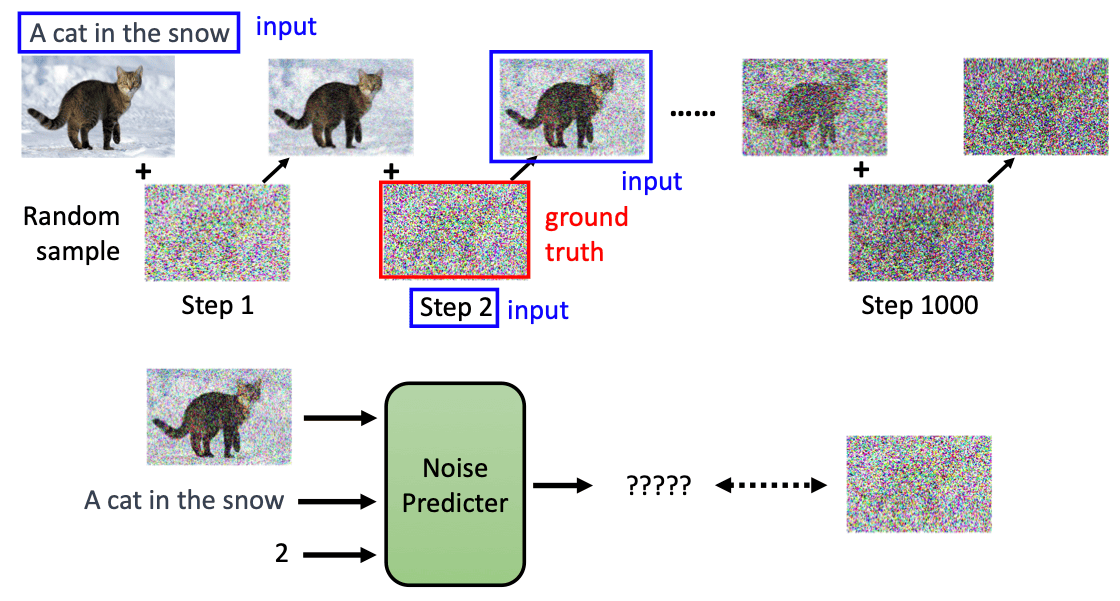 A cat in the snow
input
+
+
......
+
input
Random
sample
ground
truth
Step 1
Step 2
input
Step 1000
Noise
Predicter
A cat in the snow
2
?????